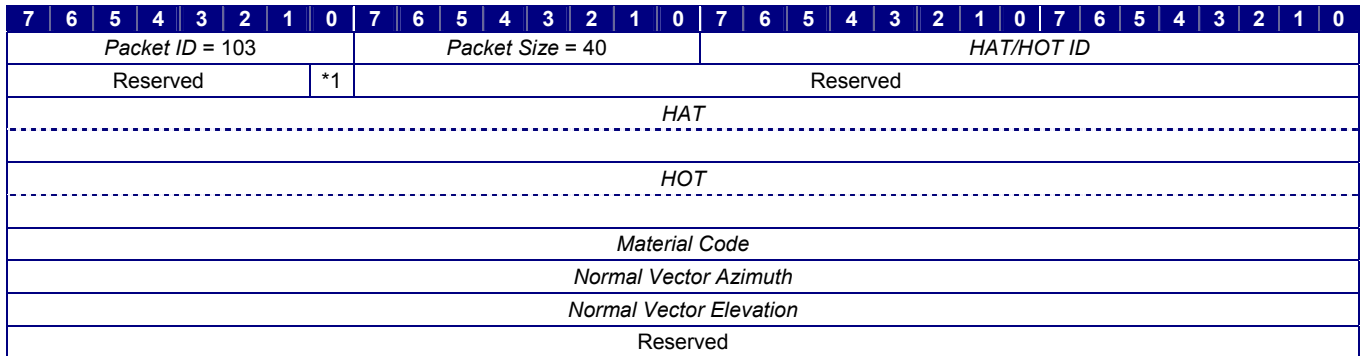 7 6 5 4 3 2 1 0 7 6 5 4 3 2 1 0 7 6 5 4 3 2 1 0 7 6 5 4 3 2 1 0
Packet ID = 103 Packet Size = 40 HAT/HOT ID
Reserved *1 Reserved
HAT
HOT
Material Code
Normal Vector Azimuth
Normal Vector Elevation
Reserved